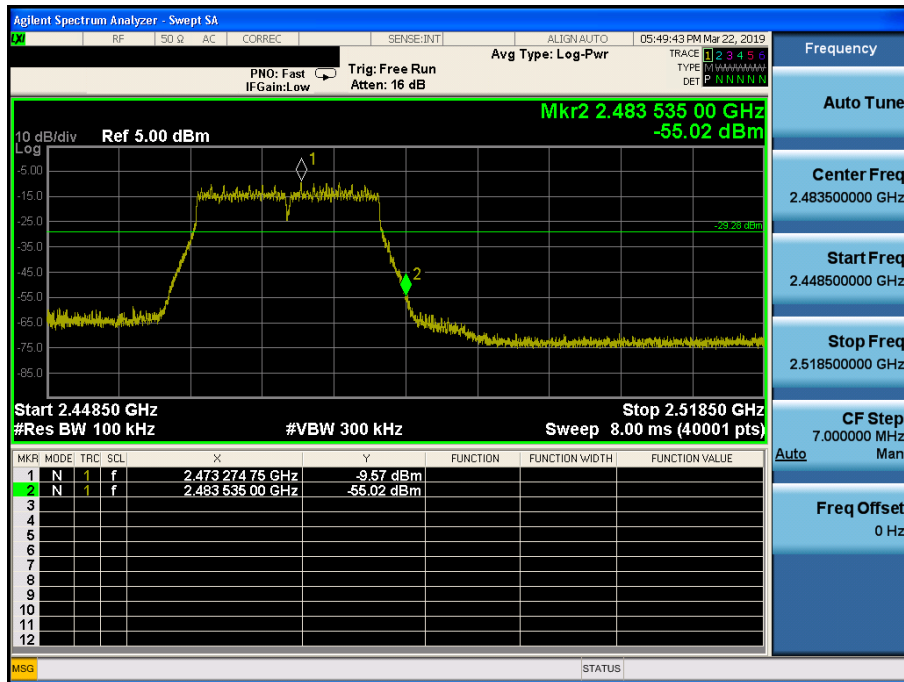 Agilent Spectrum Analyzer - Swept SA
LXI RF 50 Ω AC CORREC SENSE:INT ALIGN AUTO 05:49:43 PM Mar 22, 2019
Frequency
Avg Type: Log-Pwr
TRACE 1 2 3 4 5 6
PNO: Fast Trig: Free Run
TYPE M W W W W W
IFGain:Low Atten: 16 dB
DET P N N N N N
Auto Tune
Mkr2 2.483 535 00 GHz
-55.02 dBm
10 dB/div Ref 5.00 dBm
Log
-5.00
-15.0
-25.0
-35.0
-45.0
-55.0
-65.0
-75.0
-85.0
1
-29.28 dBm
2
Center Freq
2.483500000 GHz
Start Freq
2.448500000 GHz
Stop Freq
2.518500000 GHz
Start 2.44850 GHz Stop 2.51850 GHz
#Res BW 100 kHz #VBW 300 kHz Sweep 8.00 ms (40001 pts)
CF Step
7.000000 MHz
Auto Man
MKR MODE TRC SCL X Y FUNCTION FUNCTION WIDTH FUNCTION VALUE
1 N 1 f 2.473 274 75 GHz -9.57 dBm
2 N 1 f 2.483 535 00 GHz -55.02 dBm
3
4
5
6
7
8
9
10
11
12
Freq Offset
0 Hz
MSG STATUS